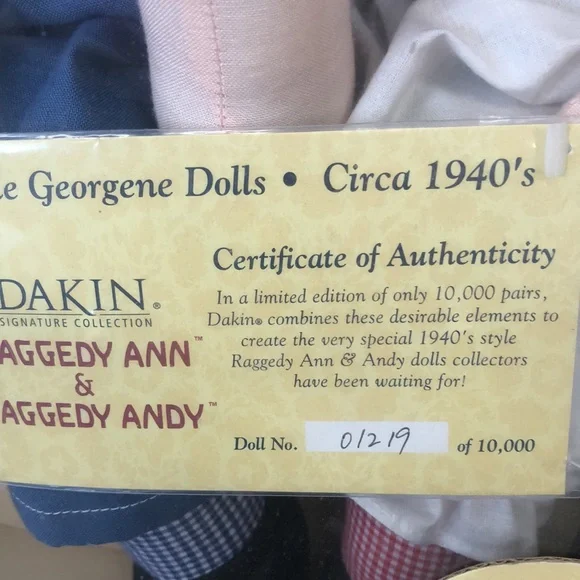 e Georgene Dolls • Circa 1940's
Certificate of Authenticity
DAKIN®
SIGNATURE COLLECTION
AGGEDY ANN™
&
AGGEDY ANDY™
In a limited edition of only 10,000 pairs,
Dakin® combines these desirable elements to
create the very special 1940's style
Raggedy Ann & Andy dolls collectors
have been waiting for!
Doll No. 01219 of 10,000